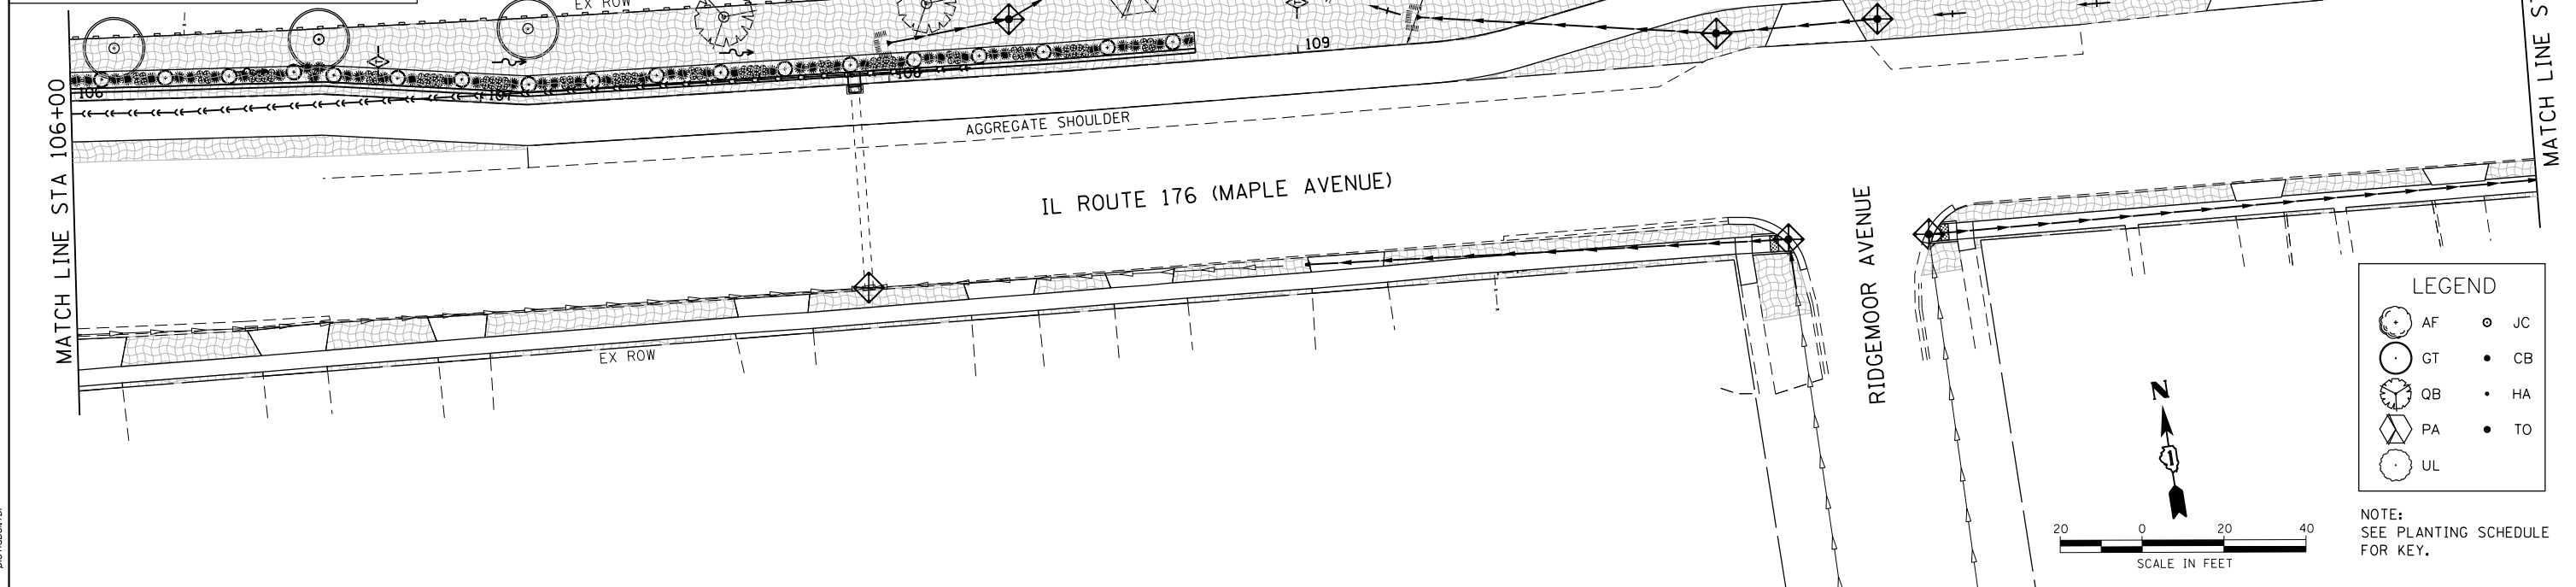 EX ROW
109
108
107
106
MATCH LINE STA 106+00
AGGREGATE SHOULDER
IL ROUTE 176 (MAPLE AVENUE)
RIDGEMOOR AVENUE
MATCH LINE
EX ROW
LEGEND
AF JC
GT CB
QB HA
PA TO
UL
N
20 0 20 40
SCALE IN FEET
NOTE:
SEE PLANTING SCHEDULE
FOR KEY.